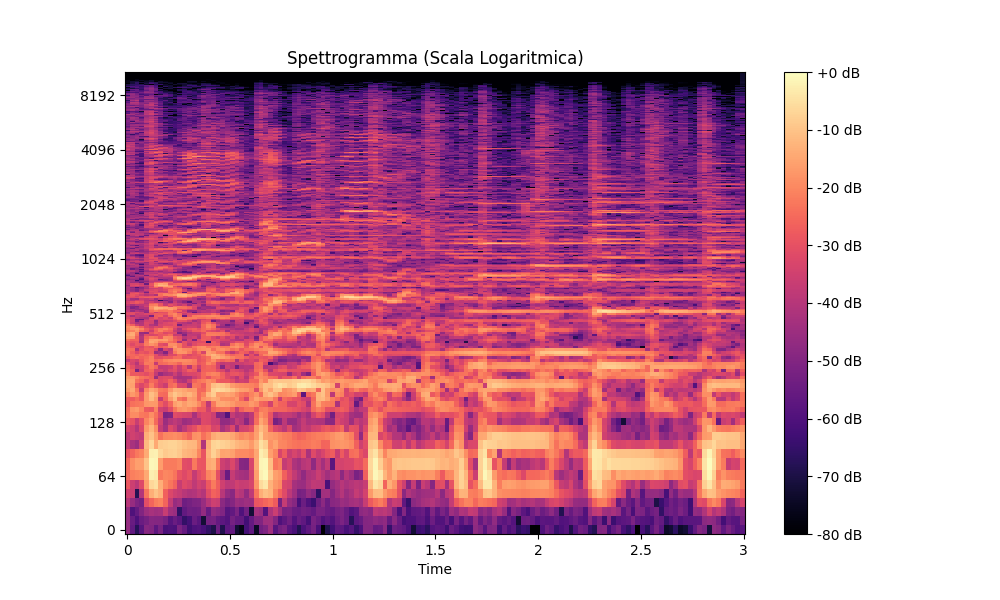 Spettrogramma (Scala Logaritmica)
Hz
8192
4096
2048
1024
512
256
128
64
0
0 0.5 1 1.5 2 2.5 3
Time
+0 dB
-10 dB
-20 dB
-30 dB
-40 dB
-50 dB
-60 dB
-70 dB
-80 dB